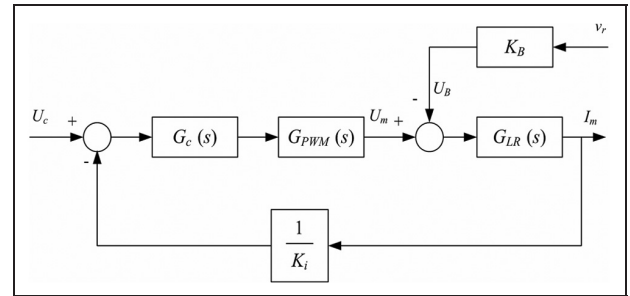 v_r
K_B
U_B
-
U_c
+
G_c (s)
G_PWM (s)
U_m
+
G_LR (s)
I_m
-
1
K_i